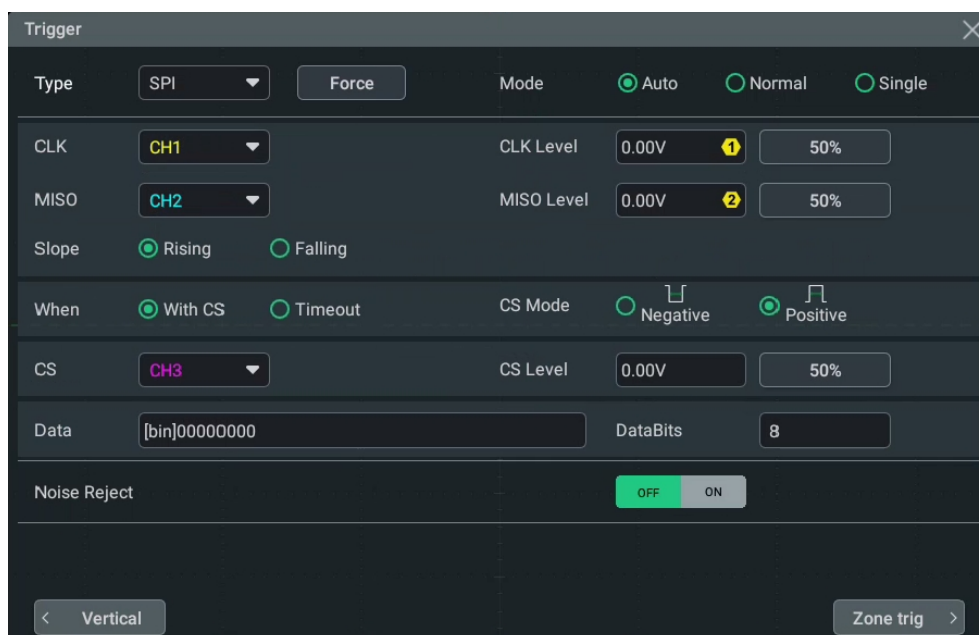 Trigger
Type SPI Force Mode Auto Normal Single
CLK CH1 CLK Level 0.00V 1 50%
MISO CH2 MISO Level 0.00V 2 50%
Slope Rising Falling
When With CS Timeout CS Mode Negative Positive
CS CH3 CS Level 0.00V 50%
Data [bin]00000000 DataBits 8
Noise Reject OFF ON
< Vertical Zone trig >